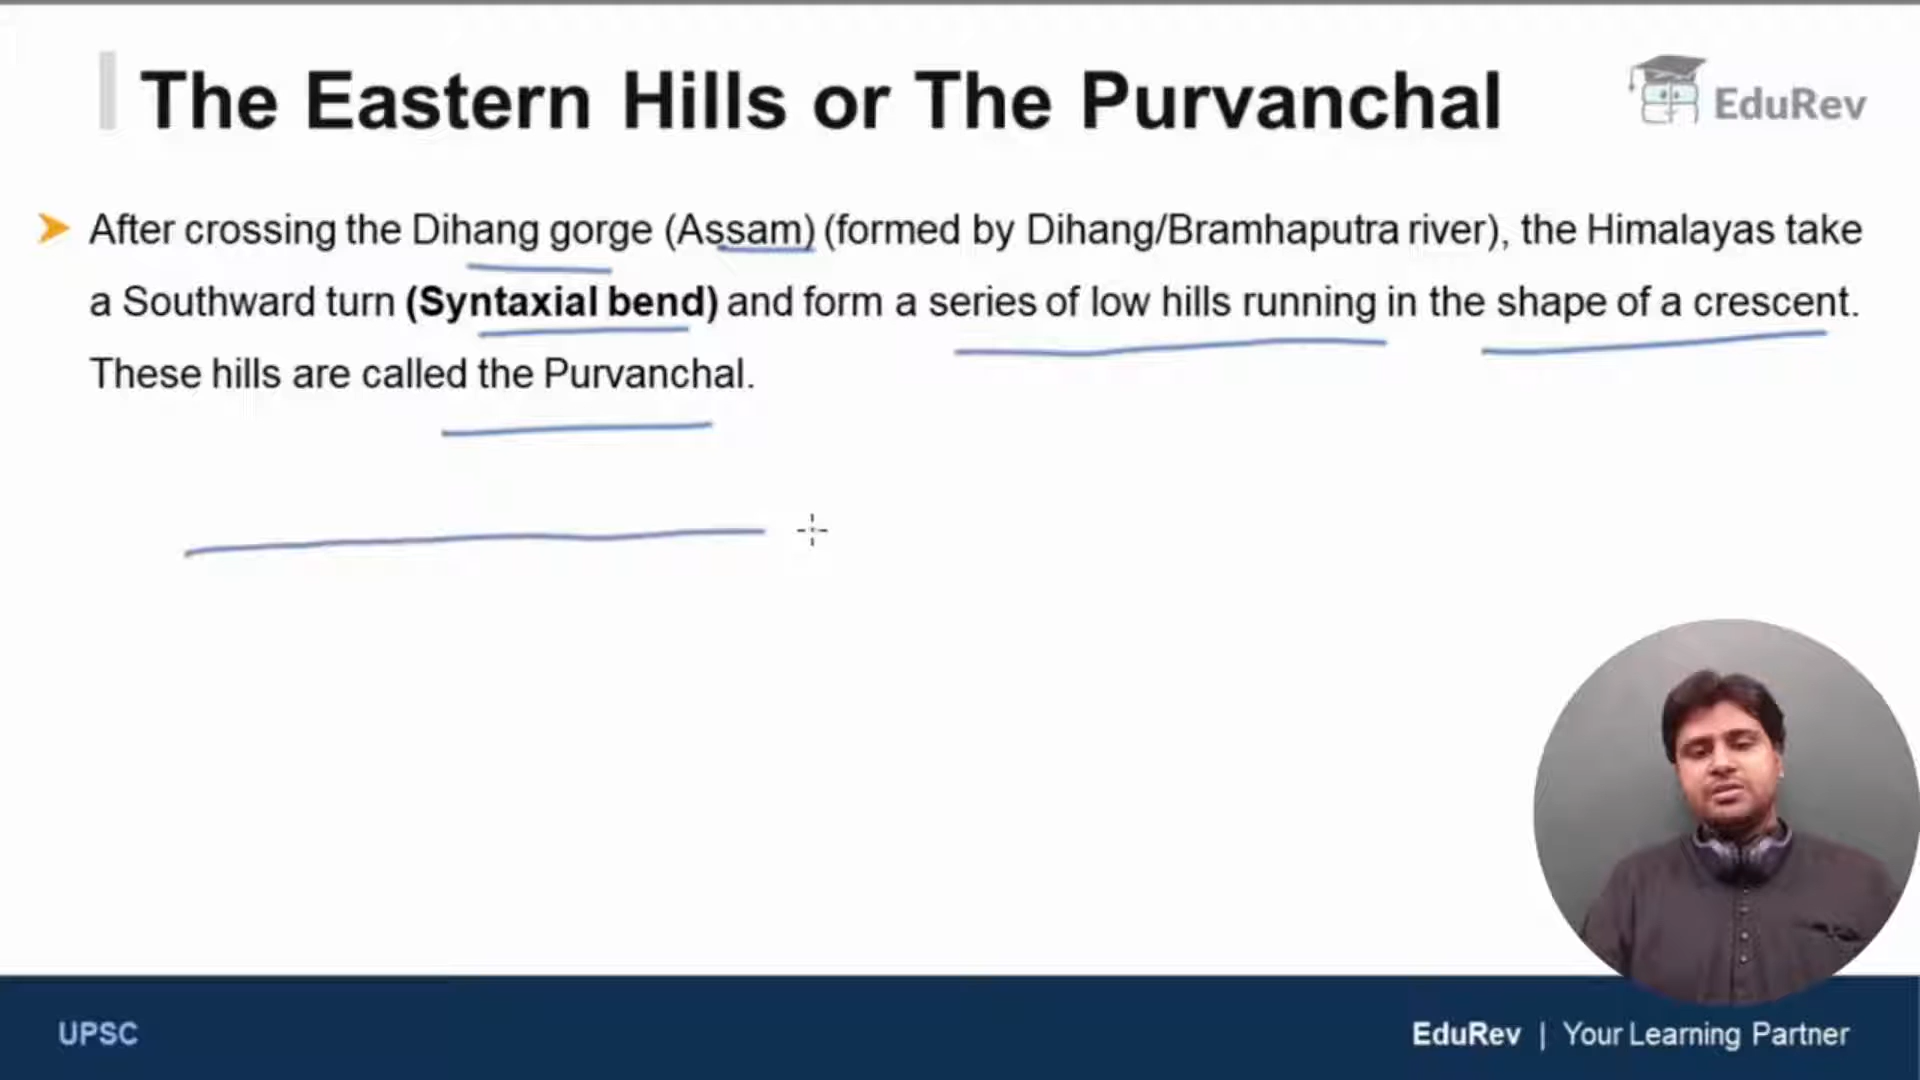 The Eastern Hills or The Purvanchal
EduRev
➤ After crossing the Dihang gorge (Assam) (formed by Dihang/Bramhaputra river), the Himalayas take
a Southward turn (Syntaxial bend) and form a series of low hills running in the shape of a crescent.
These hills are called the Purvanchal.
UPSC
EduRev | Your Learning Partner